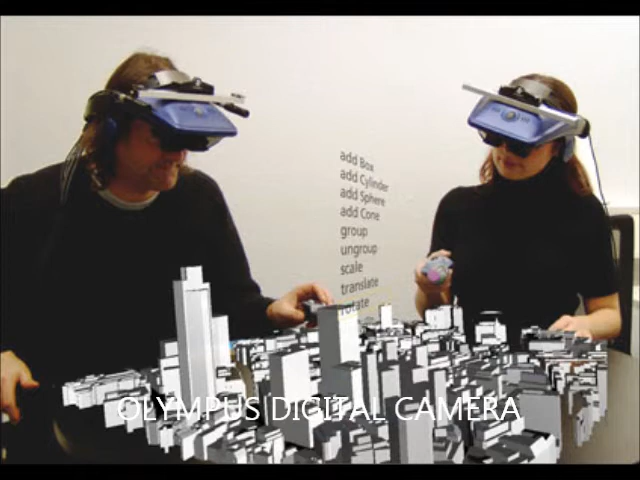 add Box
add Cylinder
add Sphere
add Cone
group
ungroup
scale
translate
rotate
OLYMPUS DIGITAL CAMERA